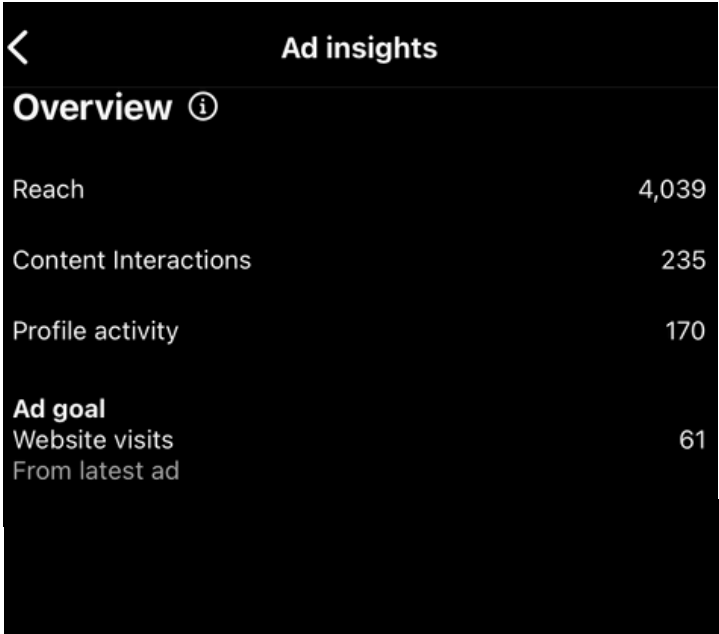 Ad insights
Overview
Reach 4,039
Content Interactions 235
Profile activity 170
Ad goal
Website visits 61
From latest ad